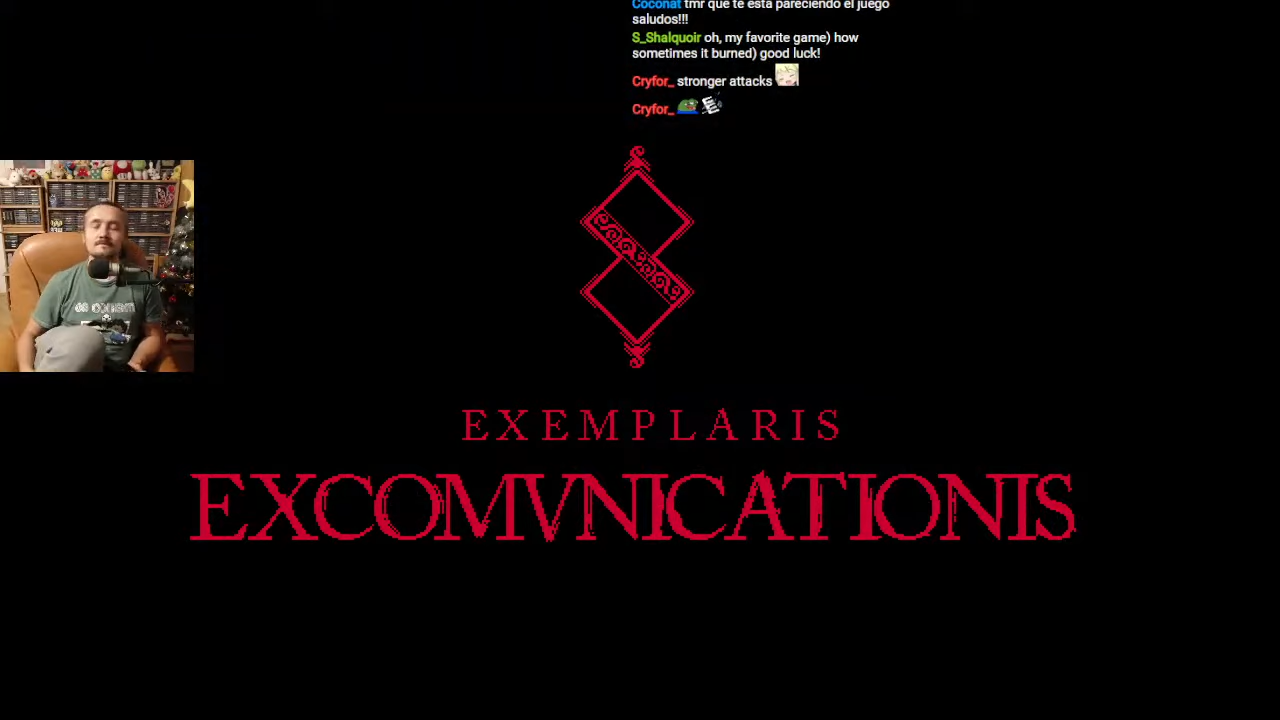 Coconat tmr que te esta pareciendo el juego
saludos!!!
S_Shalquoir oh, my favorite game) how
sometimes it burned) good luck!
Cryfor_ stronger attacks
Cryfor_
EXEMPLARIS
EXCOMVNICATIONIS